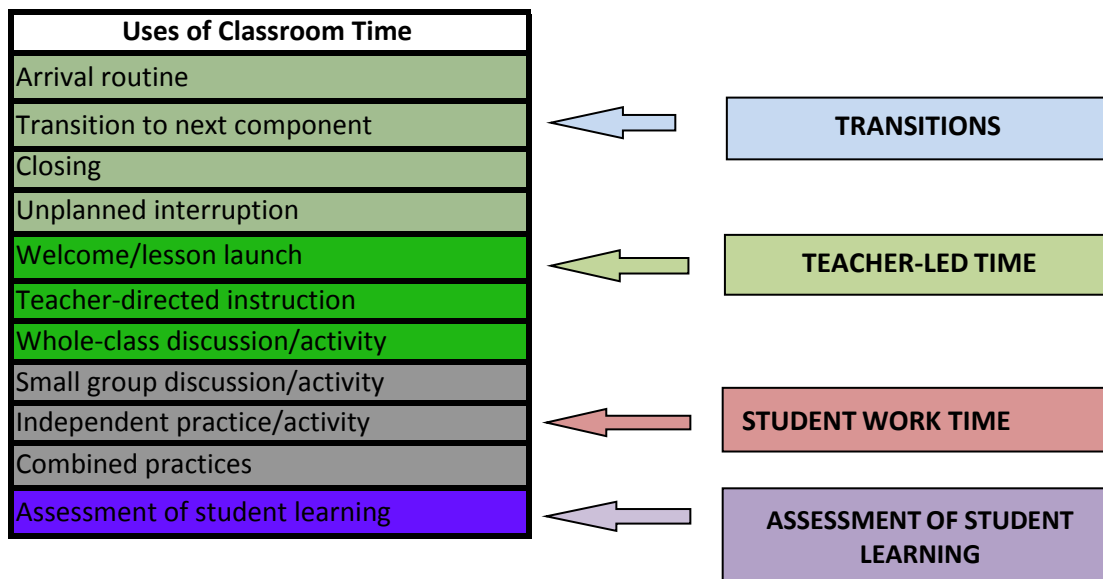 Uses of Classroom Time
Arrival routine
Transition to next component
Closing
Unplanned interruption
Welcome/lesson launch
Teacher-directed instruction
Whole-class discussion/activity
Small group discussion/activity
Independent practice/activity
Combined practices
Assessment of student learning
TRANSITIONS
TEACHER-LED TIME
STUDENT WORK TIME
ASSESSMENT OF STUDENT
LEARNING